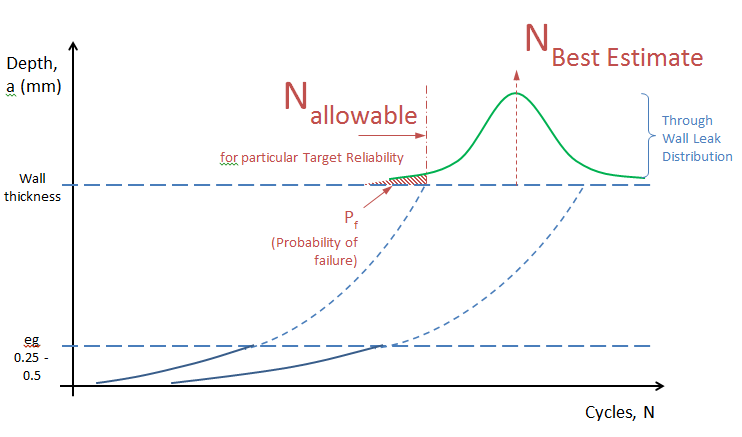 Depth,
a (mm)
N allowable
for particular Target Reliability
N Best Estimate
Through
Wall Leak
Distribution
Wall
thickness
Pf
(Probability of
failure)
eg
0.25 -
0.5
Cycles, N